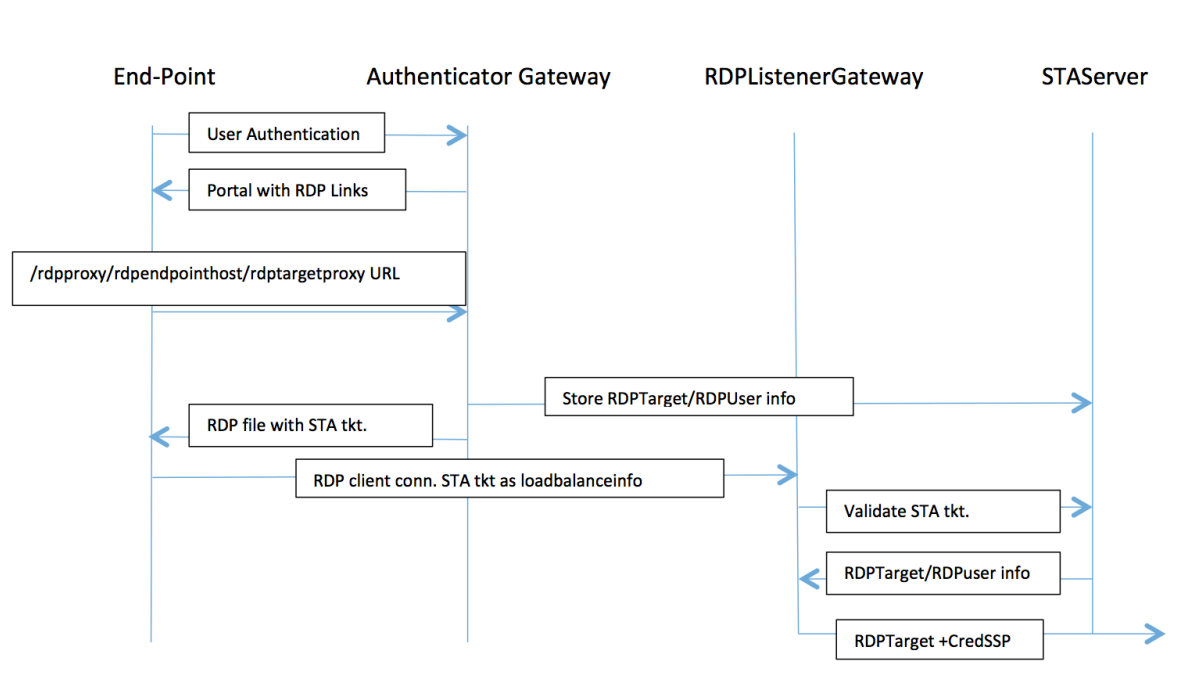 End-Point
Authenticator Gateway
RDPListenerGateway
STAServer
User Authentication
Portal with RDP Links
/rdpproxy/rdpendpointhost/rdptargetproxy URL
Store RDPTarget/RDPUser info
RDP file with STA tkt.
RDP client conn. STA tkt as loadbalanceinfo
Validate STA tkt.
RDPTarget/RDPuser info
RDPTarget +CredSSP